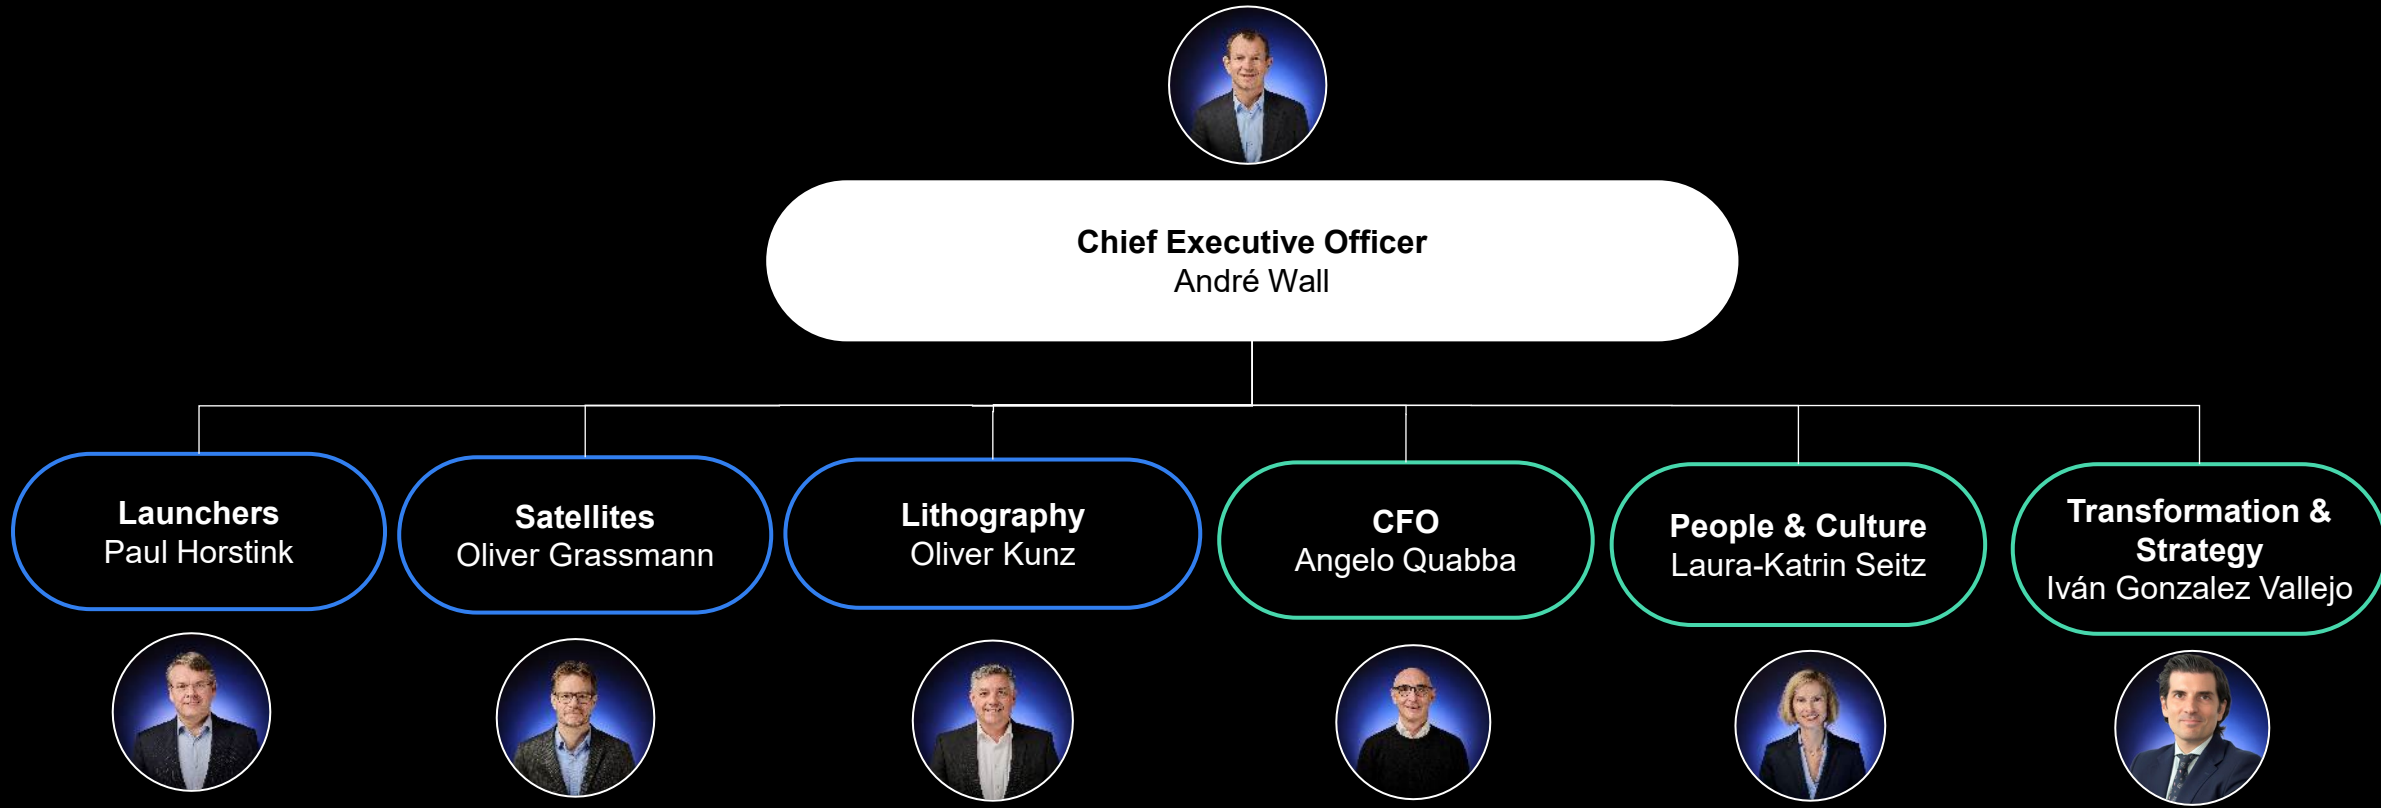 Chief Executive Officer
André Wall
Launchers
Paul Horstink
Satellites
Oliver Grassmann
Lithography
Oliver Kunz
CFO
Angelo Quabba
People & Culture
Laura-Katrin Seitz
Transformation &
Strategy
Iván Gonzalez Vallejo